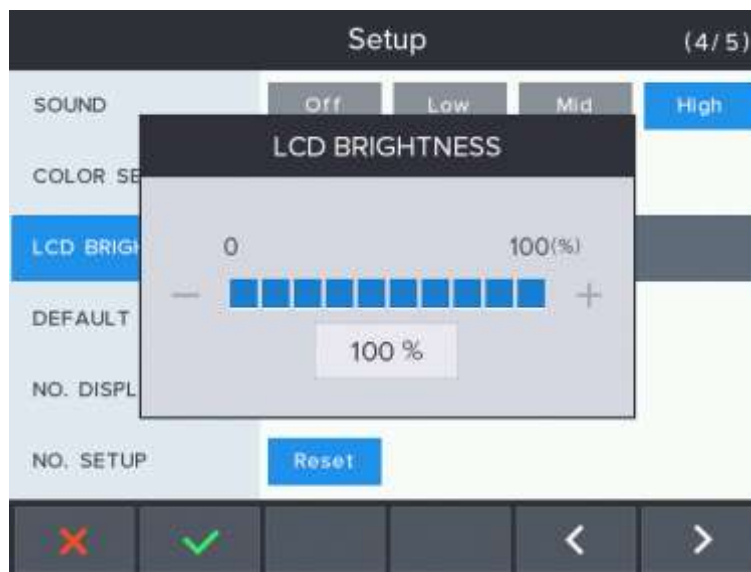 Setup (4/5)
SOUND Off Low Mid High
LCD BRIGHTNESS
COLOR SE
LCD BRIGH
0 100(%)
100 %
DEFAULT
NO. DISPL
NO. SETUP Reset